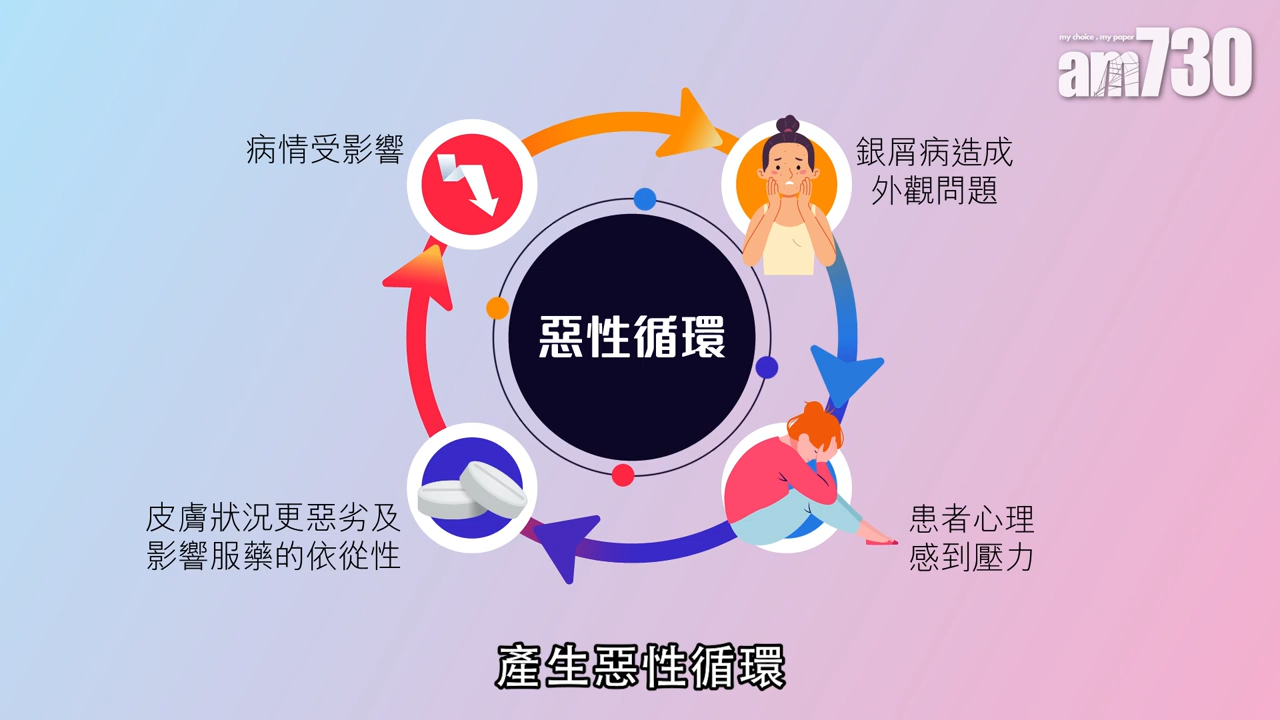 my choice . my paper
am730
病情受影響
銀屑病造成
外觀問題
惡性循環
皮膚狀況更惡劣及
影響服藥的依從性
患者心理
感到壓力
產生惡性循環